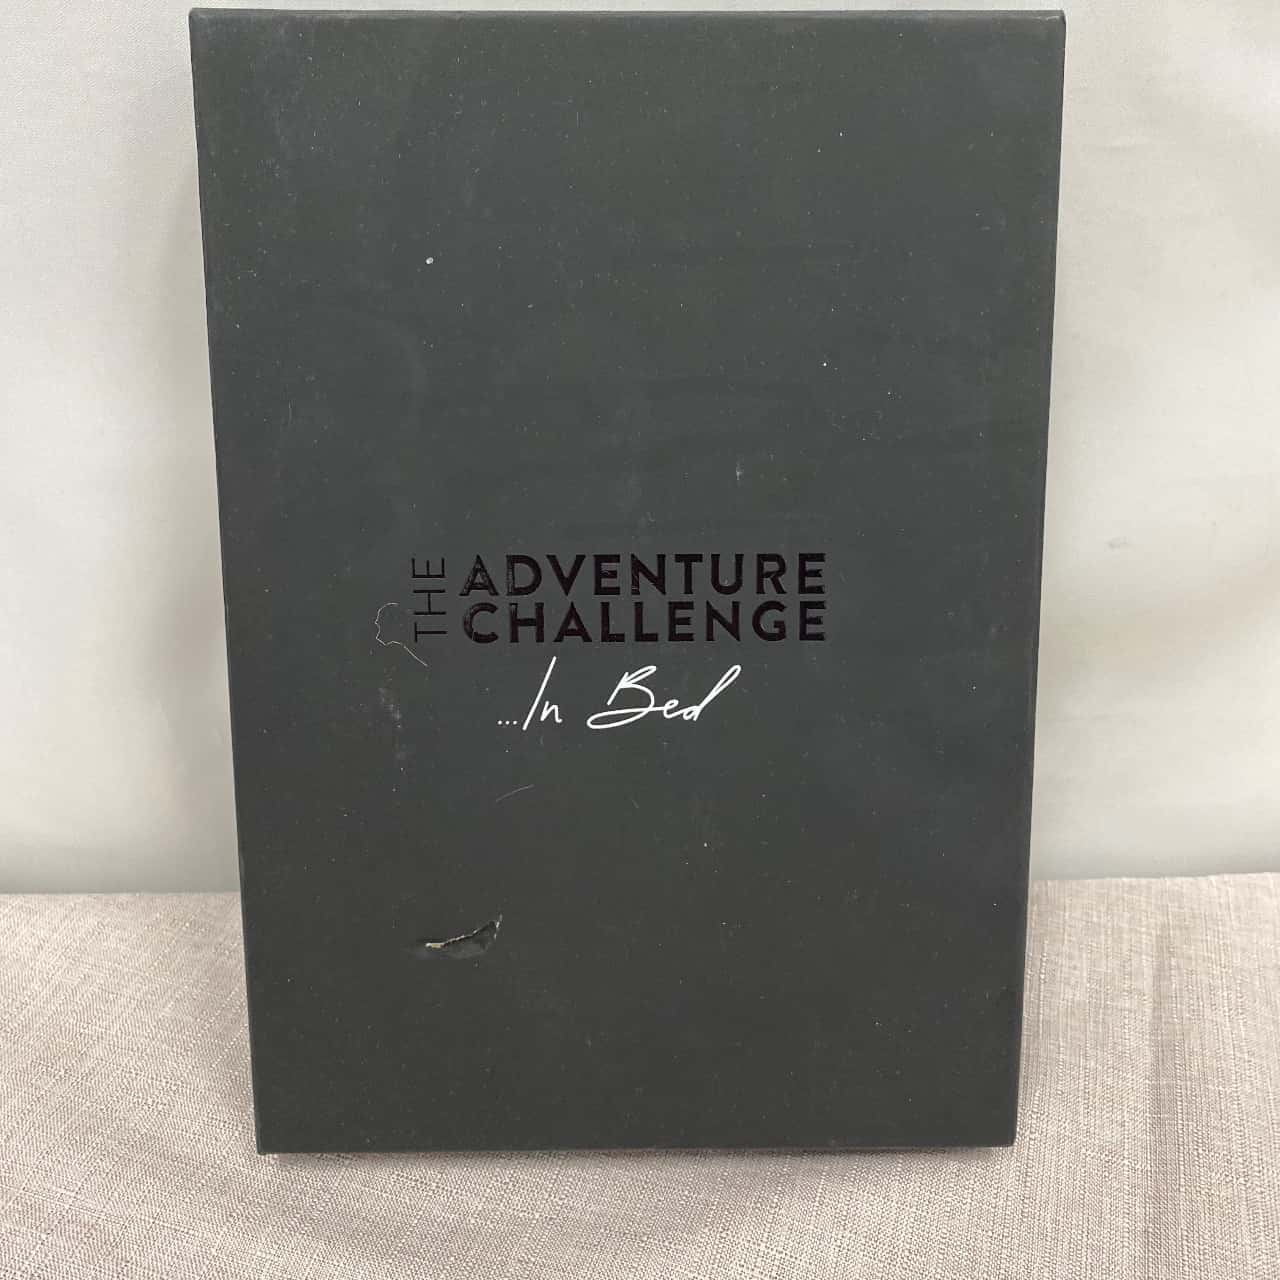 THE ADVENTURE
CHALLENGE
...In Bed